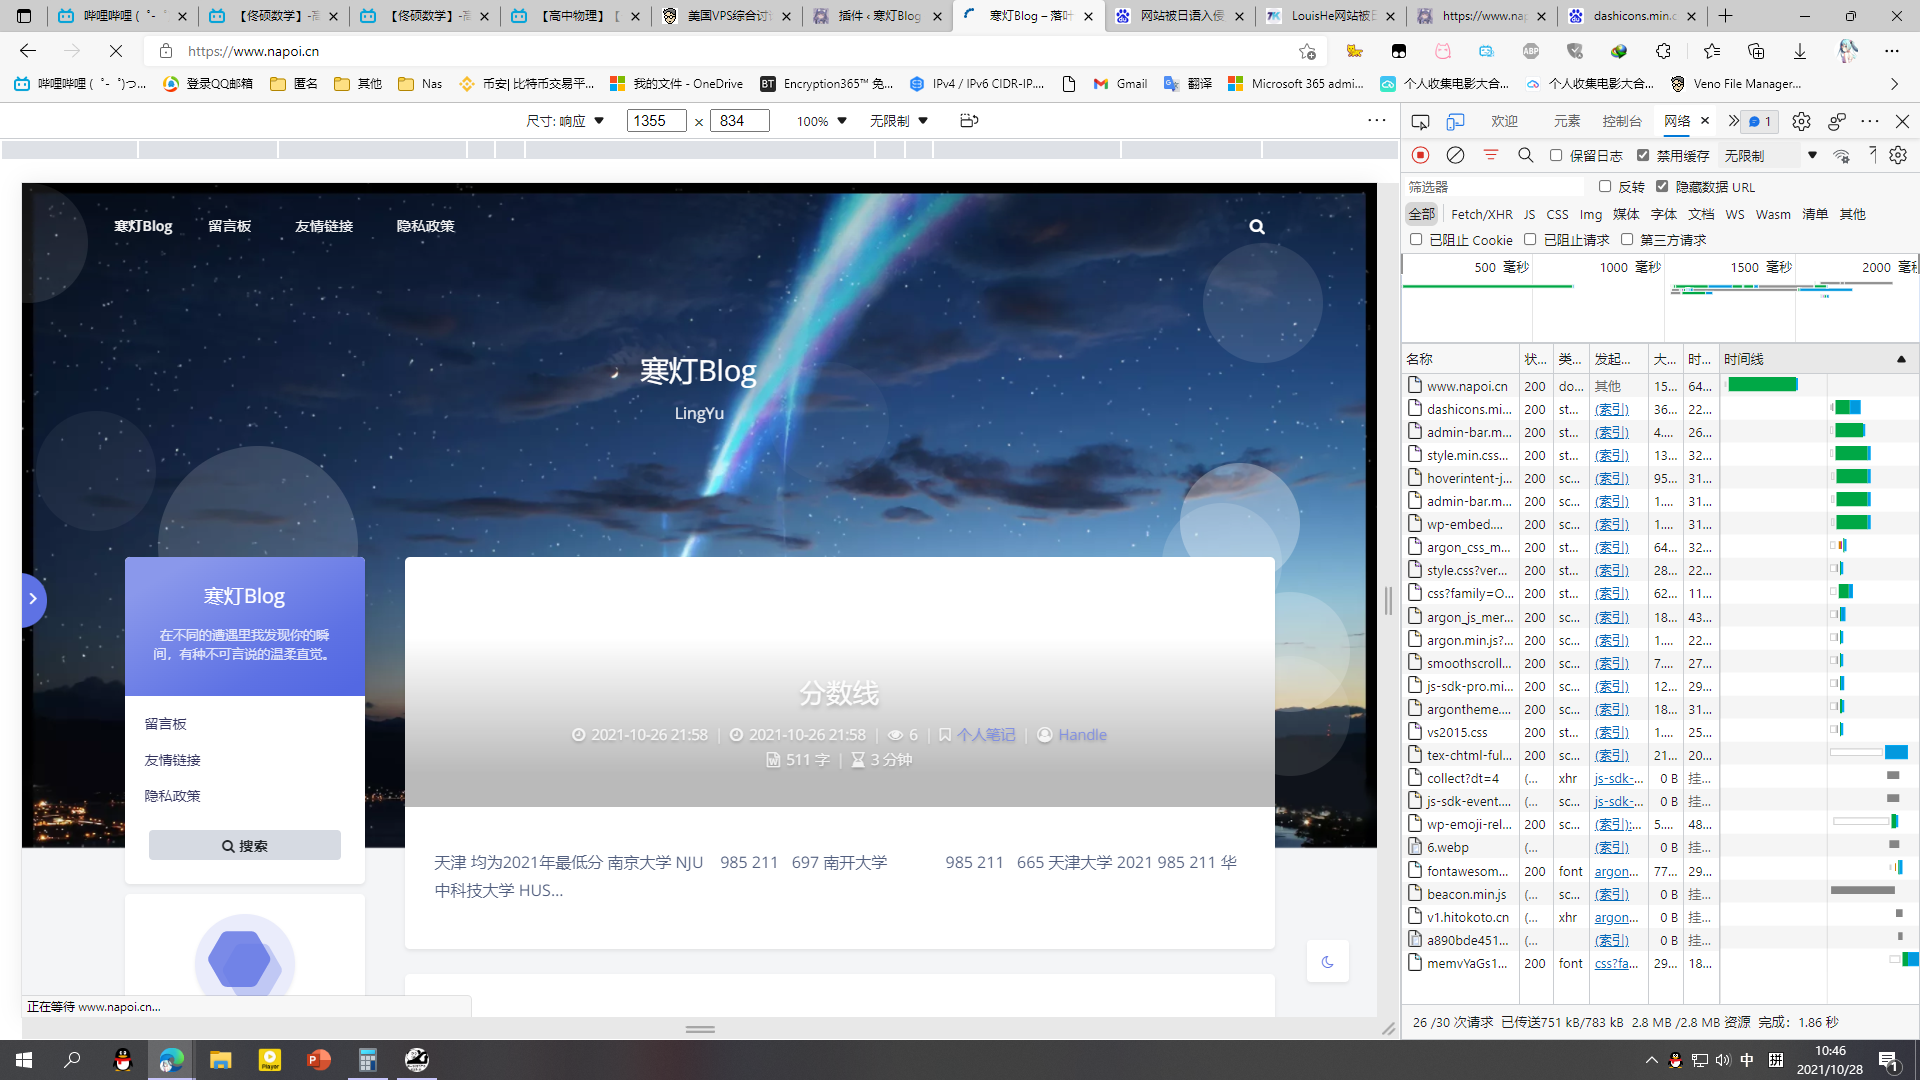 哔哩哔哩 (゜-゜)
【佟硕数学】-高
【佟硕数学】-高
【高中物理】
美国VPS综合讨
插件 ‹ 寒灯Blog
寒灯Blog – 落叶
网站被日语入侵
LouisHe网站被
https://www.nap
dashicons.min.c
https://www.napoi.cn
哔哩哔哩 (゜-゜)つ...
登录QQ邮箱
匿名
其他
Nas
币安| 比特币交易平...
我的文件 - OneDrive
Encryption365™ 免...
IPv4 / IPv6 CIDR-IP....
Gmail
翻译
Microsoft 365 admi...
个人收集电影大合...
个人收集电影大合...
Veno File Manager...
尺寸: 响应
1355 × 834
100%
无限制
欢迎
元素
控制台
网络
1
保留日志
禁用缓存
无限制
筛选器
反转
隐藏数据 URL
全部 Fetch/XHR JS CSS Img 媒体 字体 文档 WS Wasm 清单 其他
已阻止 Cookie 已阻止请求 第三方请求
500 毫秒 1000 毫秒 1500 毫秒 2000 毫秒
名称 状... 类... 发起... 大... 时... 时间线
www.napoi.cn 200 do... 其他 15... 64...
dashicons.mi... 200 st... (索引) 36... 22...
admin-bar.m... 200 st... (索引) 4.... 26...
style.min.css... 200 st... (索引) 13... 32...
hoverintent-j... 200 sc... (索引) 95... 31...
admin-bar.m... 200 sc... (索引) 1.... 31...
wp-embed.... 200 sc... (索引) 1.... 31...
argon_css_m... 200 st... (索引) 64... 32...
style.css?ver... 200 st... (索引) 28... 22...
css?family=O... 200 st... (索引) 62... 11...
argon_js_mer... 200 sc... (索引) 18... 43...
argon.min.js?... 200 sc... (索引) 1.... 22...
smoothscroll... 200 sc... (索引) 7.... 27...
js-sdk-pro.mi... 200 sc... (索引) 12... 29...
argontheme.... 200 sc... (索引) 18... 31...
vs2015.css 200 st... (索引) 1.... 25...
tex-chtml-ful... 200 sc... (索引) 21... 20...
collect?dt=4 (... xhr js-sdk-... 0 B 挂...
js-sdk-event.... (... sc... js-sdk-... 0 B 挂...
wp-emoji-rel... 200 sc... (索引):... 5.... 48...
6.webp (... (索引) 0 B 挂...
fontawesom... 200 font argon... 77... 29...
beacon.min.js (... sc... (索引) 0 B 挂...
v1.hitokoto.cn (... xhr argon... 0 B 挂...
a890bde451... (... (索引) 0 B 挂...
memvYaGs1... 200 font css?fa... 29... 18...
26 /30 次请求 已传送751 kB/783 kB 2.8 MB /2.8 MB 资源 完成: 1.86 秒
寒灯Blog 留言板 友情链接 隐私政策
寒灯Blog
LingYu
寒灯Blog
在不同的遭遇里我发现你的瞬
间，有种不可言说的温柔直觉。
留言板
友情链接
隐私政策
搜索
分数线
2021-10-26 21:58 | 2021-10-26 21:58 | 6 | 个人笔记 | Handle
511 字 | 3 分钟
天津 均为2021年最低分 南京大学 NJU 985 211 697 南开大学 985 211 665 天津大学 2021 985 211 华
中科技大学 HUS...
正在等待 www.napoi.cn...
中
拼
10:46
2021/10/28
1